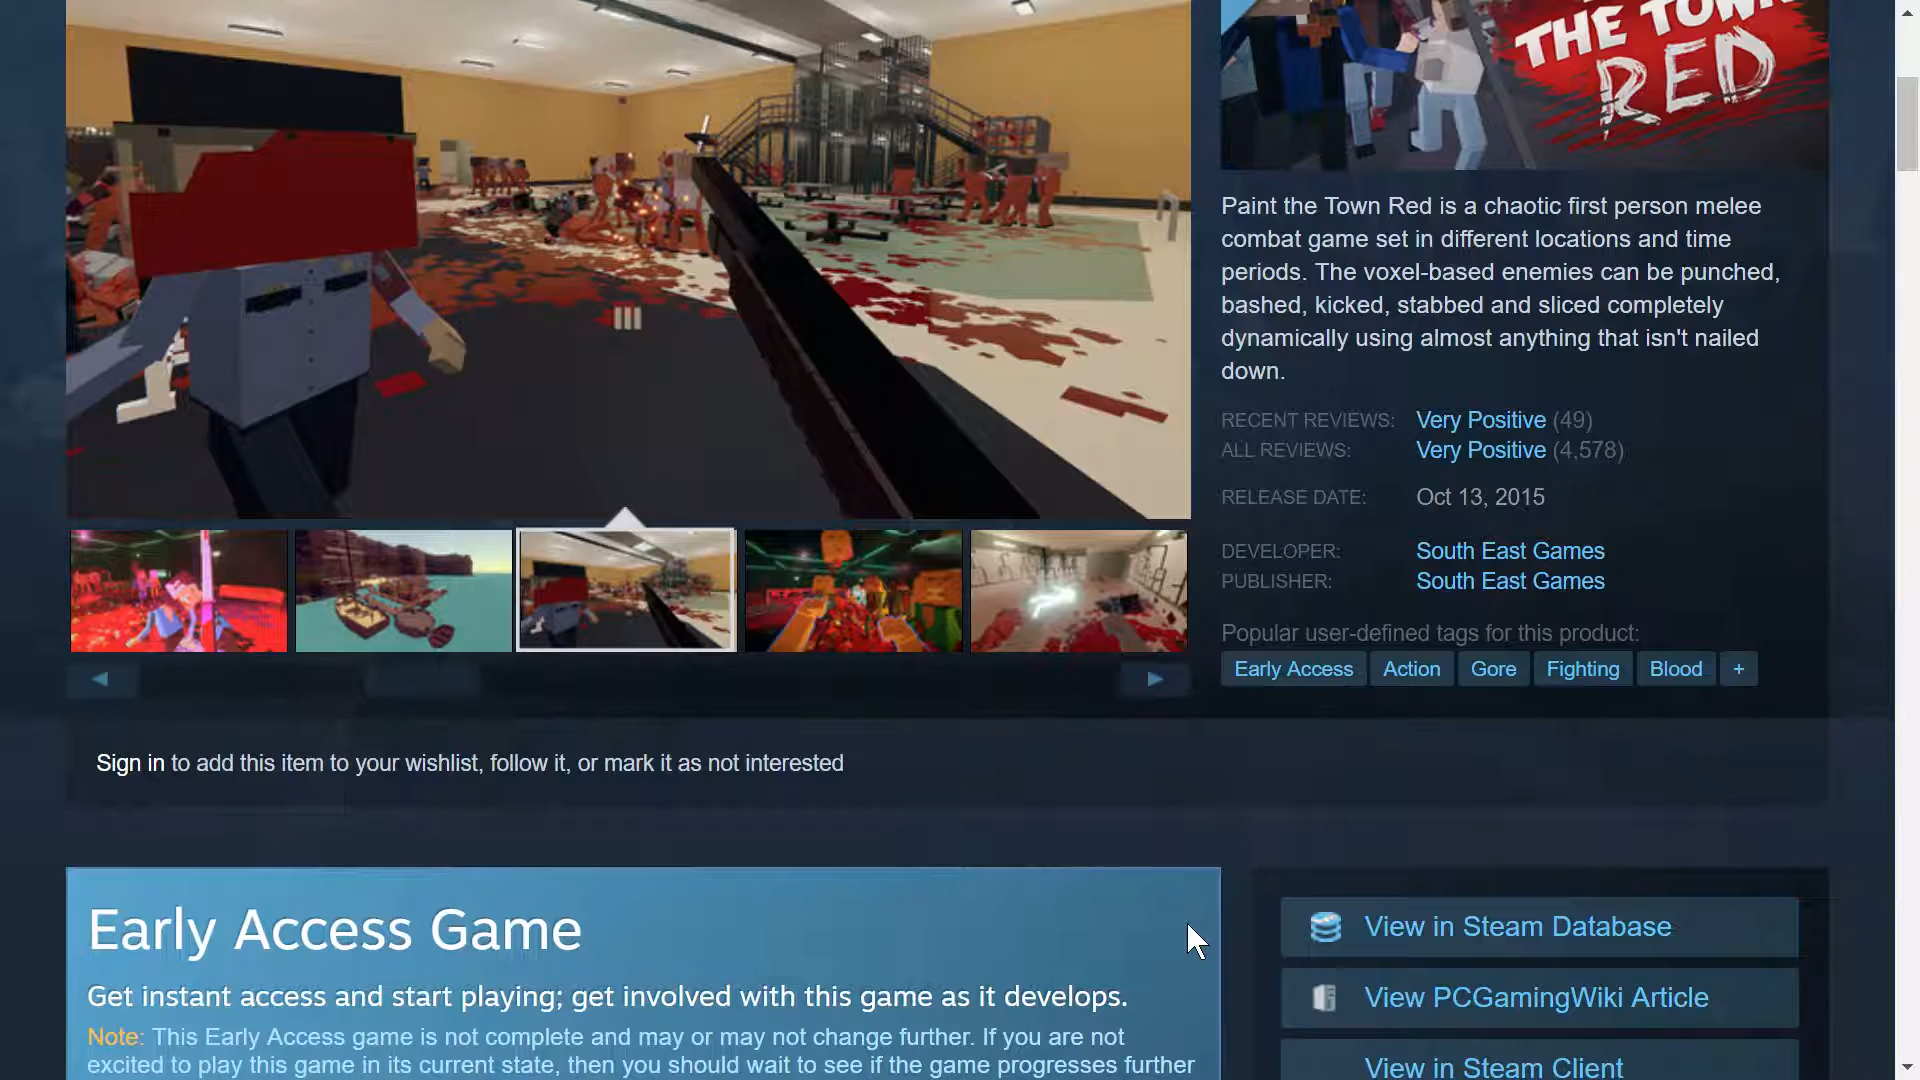 THE TOWN
RED
Paint the Town Red is a chaotic first person melee
combat game set in different locations and time
periods. The voxel-based enemies can be punched,
bashed, kicked, stabbed and sliced completely
dynamically using almost anything that isn't nailed
down.
RECENT REVIEWS: Very Positive (49)
ALL REVIEWS: Very Positive (4,578)
RELEASE DATE: Oct 13, 2015
DEVELOPER: South East Games
PUBLISHER: South East Games
Popular user-defined tags for this product:
Early Access Action Gore Fighting Blood +
Sign in to add this item to your wishlist, follow it, or mark it as not interested
Early Access Game
Get instant access and start playing; get involved with this game as it develops.
Note: This Early Access game is not complete and may or may not change further. If you are not
excited to play this game in its current state, then you should wait to see if the game progresses further
View in Steam Database
View PCGamingWiki Article
View in Steam Client